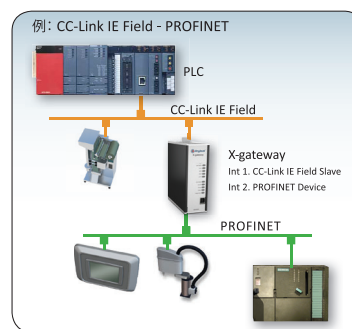 例: CC-Link IE Field - PROFINET
PLC
CC-Link IE Field
X-gateway
Int 1. CC-Link IE Field Slave
Int 2. PROFINET Device
PROFINET